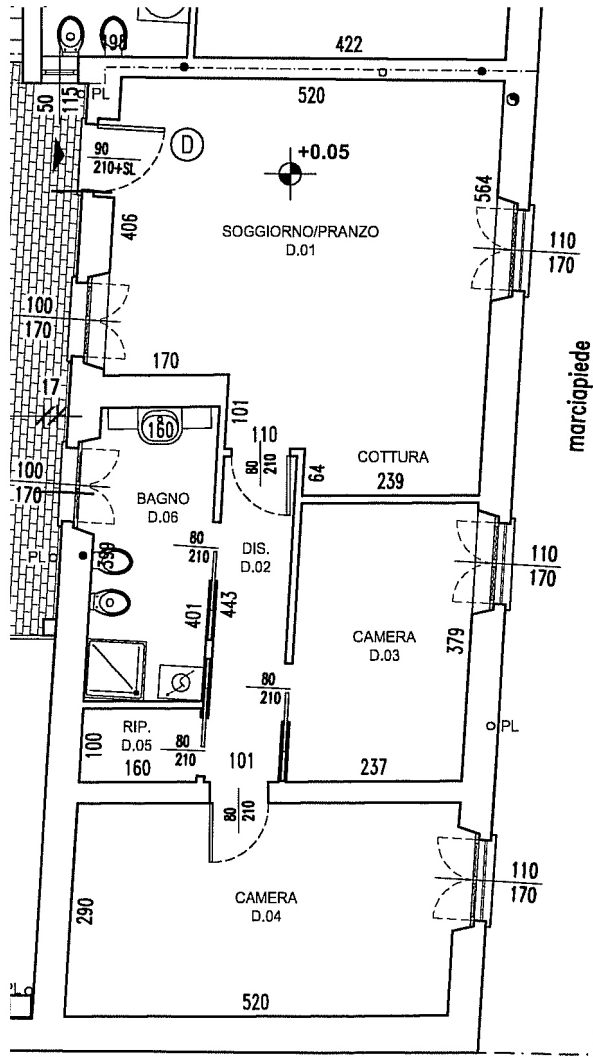 198
422
520
50
115
PL
90
210+SL
D
+0.05
406
564
SOGGIORNO/PRANZO
D.01
110
170
100
170
170
17
101
110
80
210
64
COTTURA
239
marciapiede
160
100
170
BAGNO
D.06
80
210
DIS.
D.02
PL
399
401
443
CAMERA
D.03
379
110
170
80
210
PL
RIP.
D.05
100
160
80
210
101
237
80
210
CAMERA
D.04
290
110
170
PL
520